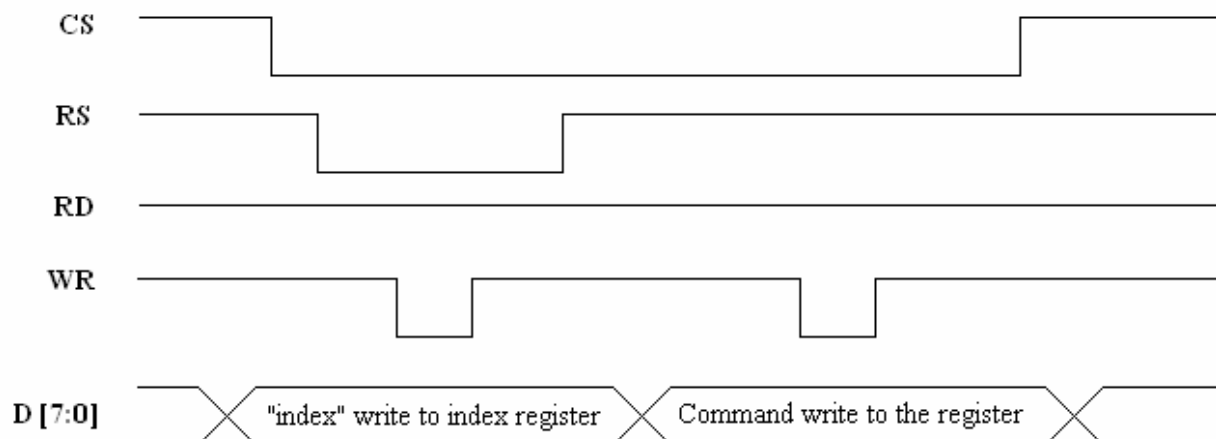 CS
RS
RD
WR
D [7:0] "index" write to index register Command write to the register